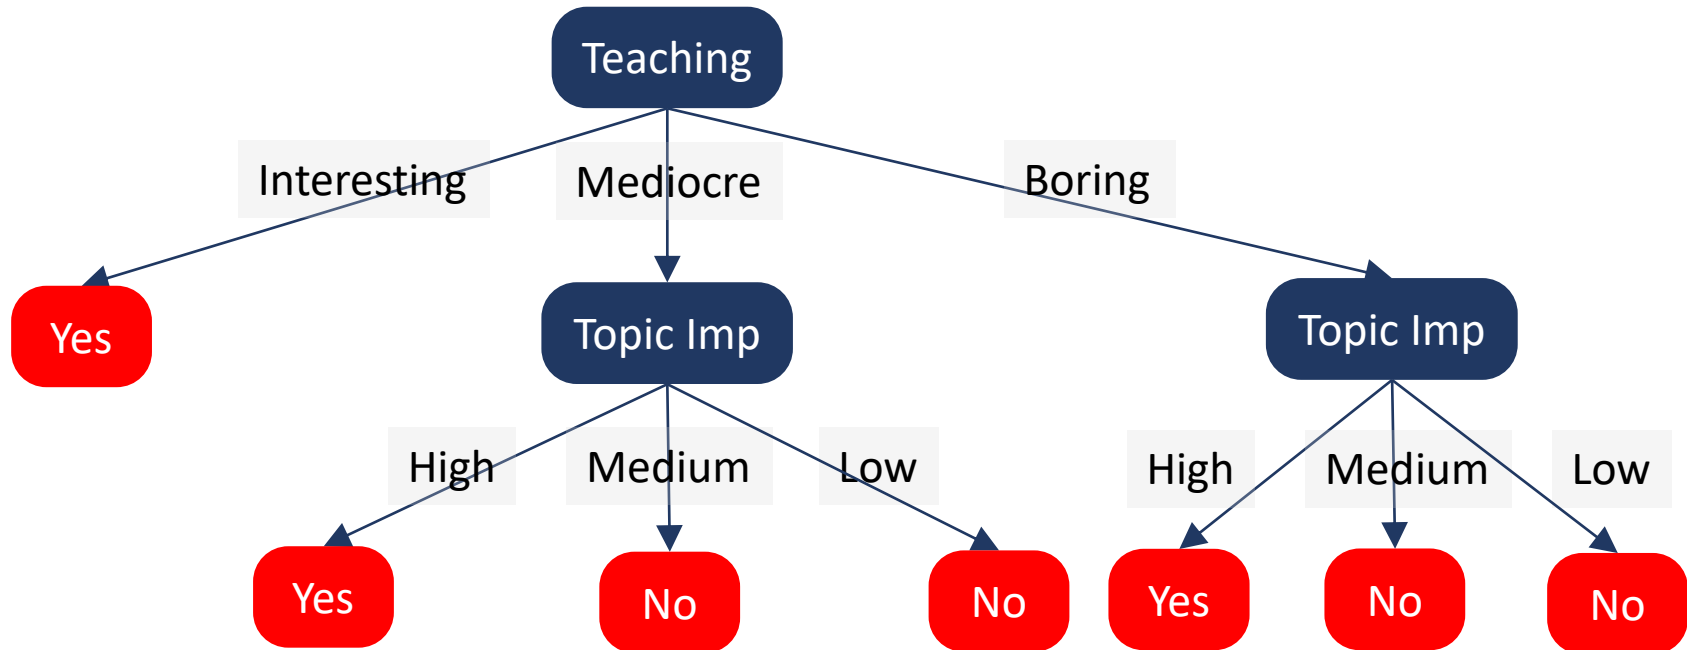 Teaching
Interesting
Mediocre
Boring
Yes
Topic Imp
Topic Imp
High
Medium
Low
High
Medium
Low
Yes
No
No
Yes
No
No